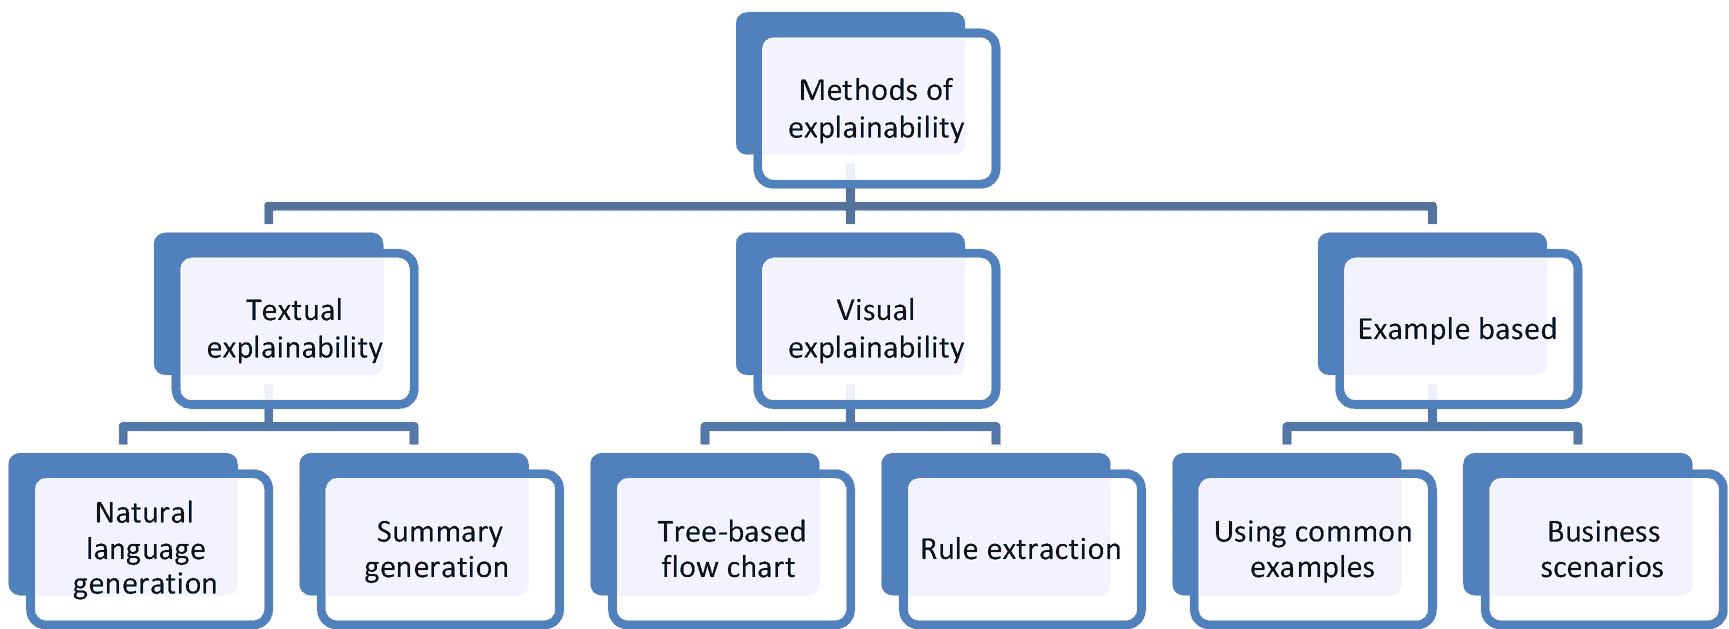 Methods of
explainability
Textual
explainability
Visual
explainability
Example based
Natural
language
generation
Summary
generation
Tree-based
flow chart
Rule extraction
Using common
examples
Business
scenarios